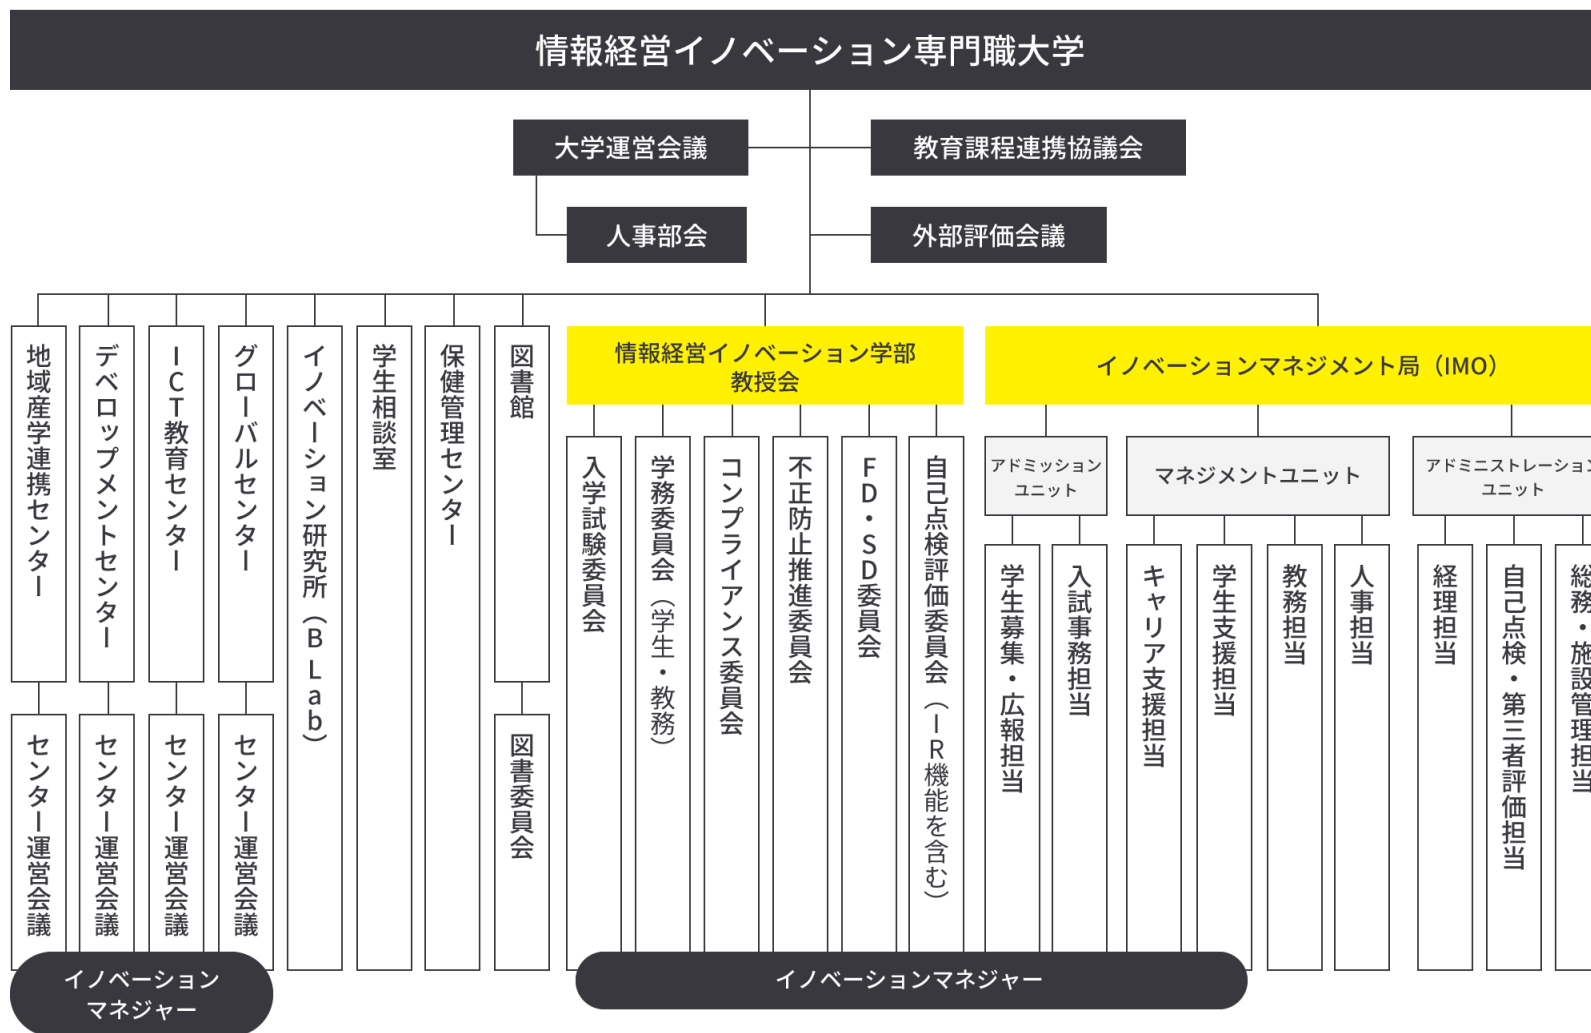 情報経営イノベーション専門職大学
大学運営会議
教育課程連携協議会
人事部会
外部評価会議
地域産学連携センター
デベロップメントセンター
ICT教育センター
グローバルセンター
イノベーション研究所（B Lab）
学生相談室
保健管理センター
図書館
情報経営イノベーション学部
教授会
イノベーションマネジメント局（IMO）
入学試験委員会
学務委員会（学生・教務）
コンプライアンス委員会
不正防止推進委員会
FD・SD委員会
自己点検評価委員会（IR機能を含む）
アドミッション
ユニット
マネジメントユニット
アドミニストレーション
ユニット
学生募集・広報担当
入試事務担当
キャリア支援担当
学生支援担当
教務担当
人事担当
経理担当
自己点検・第三者評価担当
総務・施設管理担当
センター運営会議
センター運営会議
センター運営会議
センター運営会議
図書委員会
イノベーション
マネジャー
イノベーションマネジャー